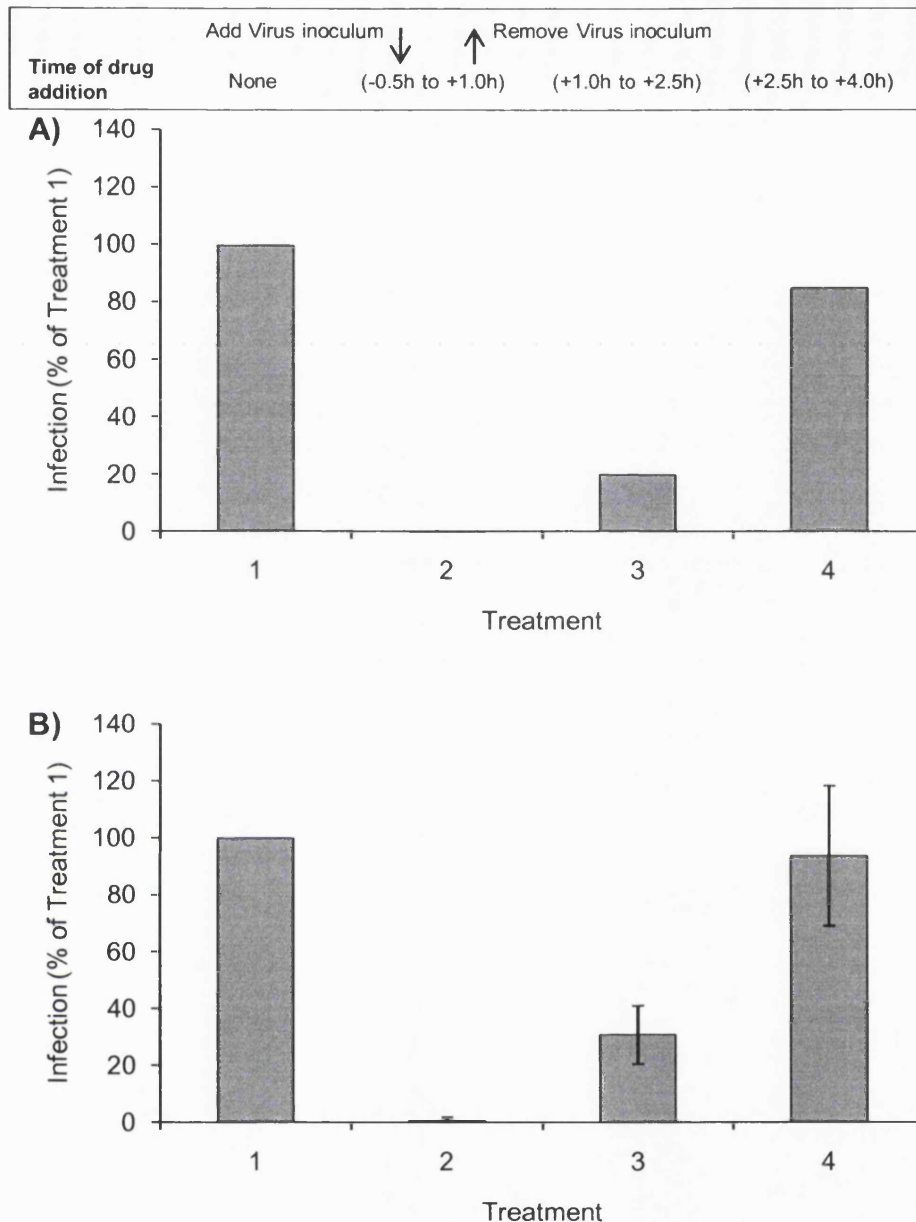 Add Virus inoculum ↓ ↑ Remove Virus inoculum
Time of drug addition None (-0.5h to +1.0h) (+1.0h to +2.5h) (+2.5h to +4.0h)
A)
Infection (% of Treatment 1)
140
120
100
80
60
40
20
0
1 2 3 4
Treatment
B)
Infection (% of Treatment 1)
140
120
100
80
60
40
20
0
1 2 3 4
Treatment